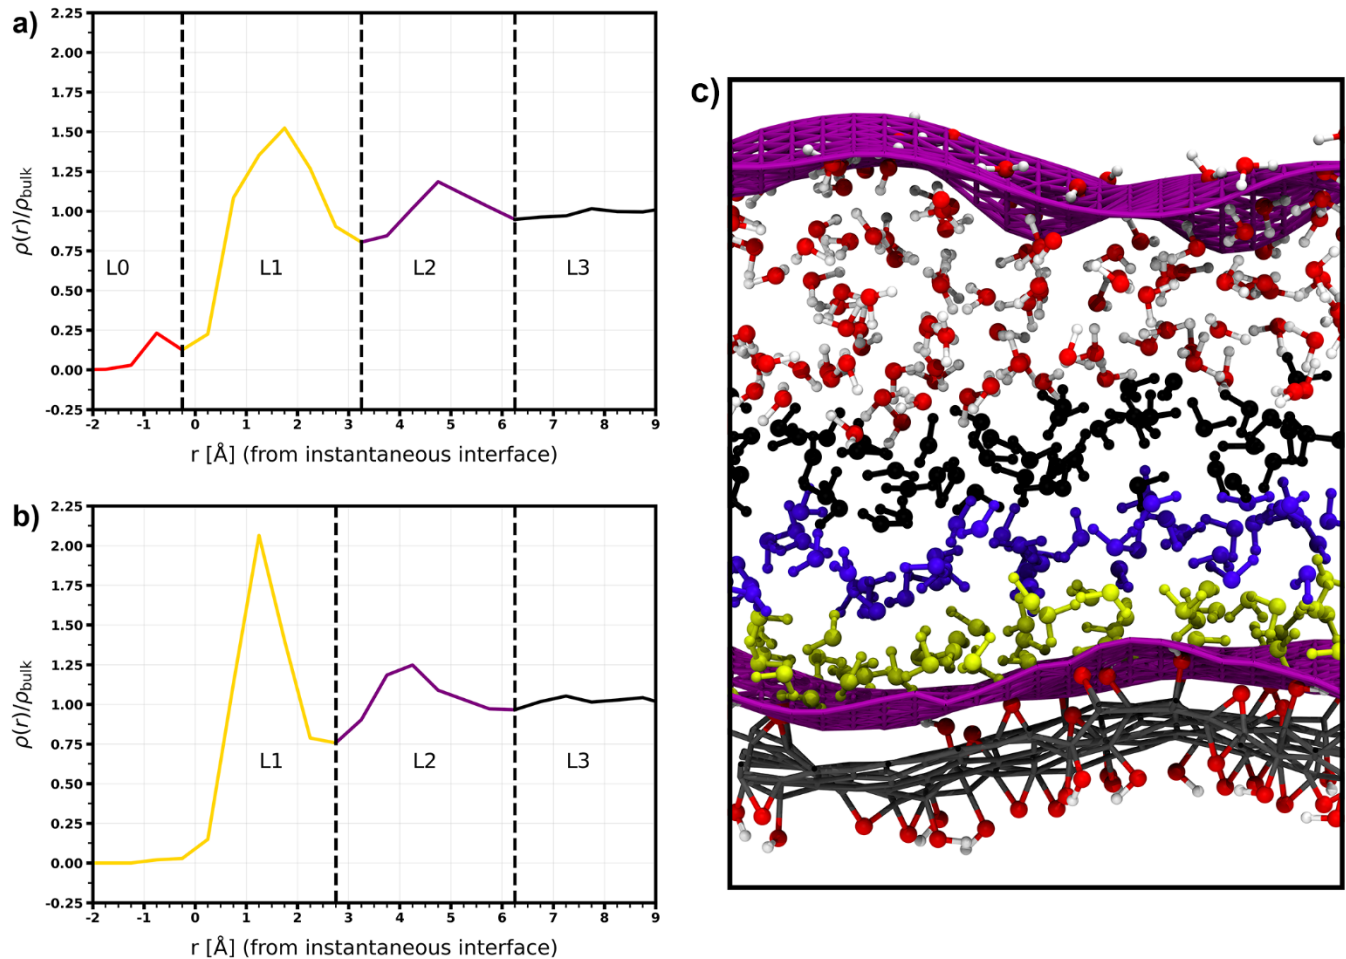 a)
2.25
2.00
1.75
1.50
1.25
1.00
0.75
0.50
0.25
0.00
-0.25
ρ(r)/ρbulk
L0
L1
L2
L3
-2 -1 0 1 2 3 4 5 6 7 8 9
r [Å] (from instantaneous interface)
b)
2.25
2.00
1.75
1.50
1.25
1.00
0.75
0.50
0.25
0.00
-0.25
ρ(r)/ρbulk
L1
L2
L3
-2 -1 0 1 2 3 4 5 6 7 8 9
r [Å] (from instantaneous interface)
c)